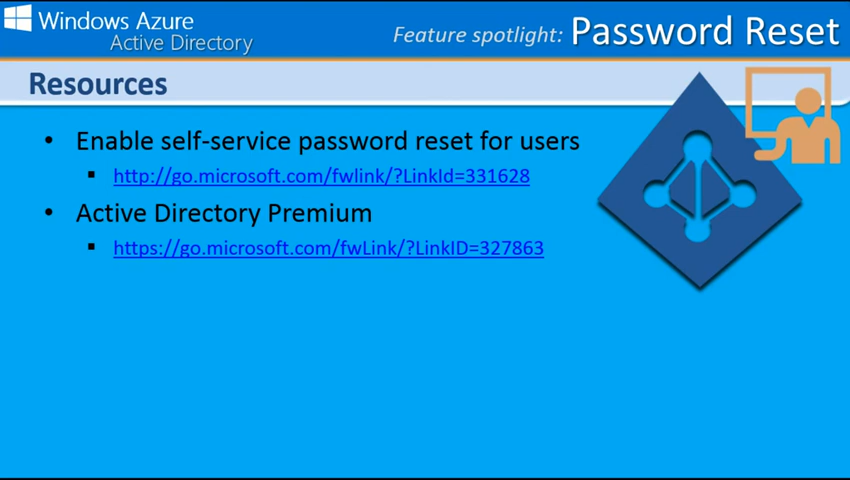 Windows Azure
Active Directory
Feature spotlight: Password Reset
Resources
• Enable self-service password reset for users
▪ http://go.microsoft.com/fwlink/?LinkId=331628
• Active Directory Premium
▪ https://go.microsoft.com/fwLink/?LinkID=327863